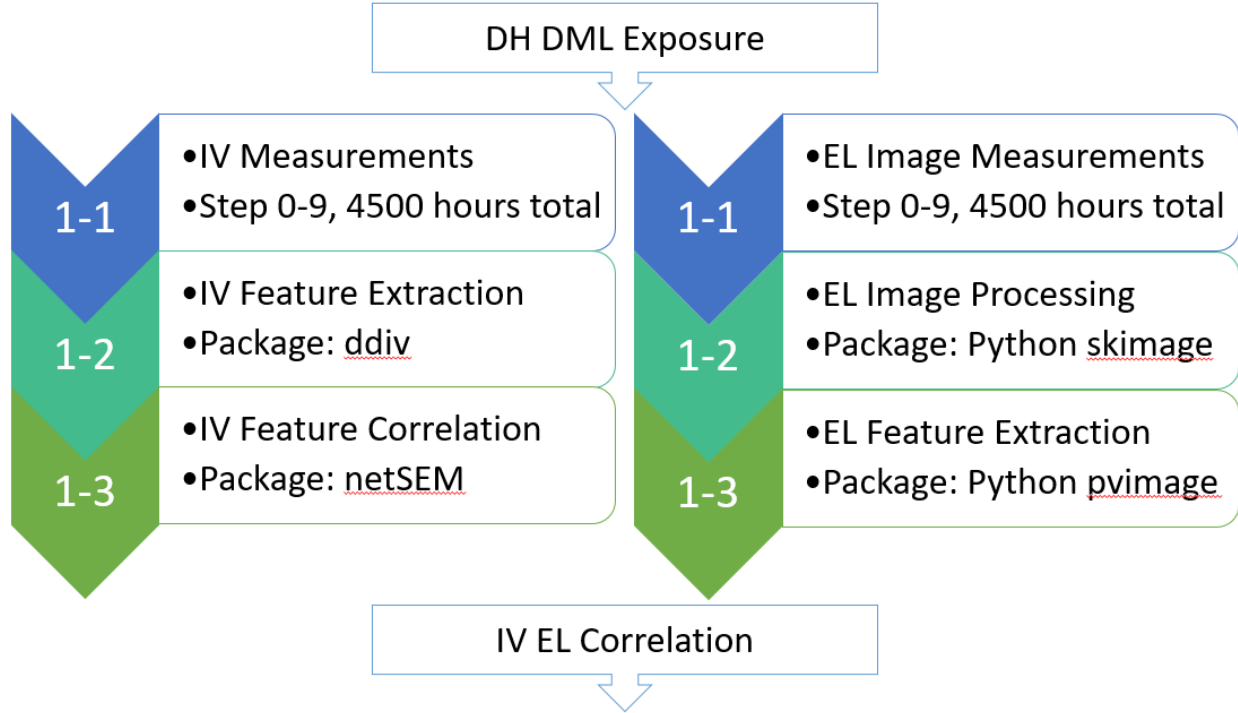 DH DML Exposure
1-1
•IV Measurements
•Step 0-9, 4500 hours total
1-2
•IV Feature Extraction
•Package: ddiv
1-3
•IV Feature Correlation
•Package: netSEM
1-1
•EL Image Measurements
•Step 0-9, 4500 hours total
1-2
•EL Image Processing
•Package: Python skimage
1-3
•EL Feature Extraction
•Package: Python pvimage
IV EL Correlation